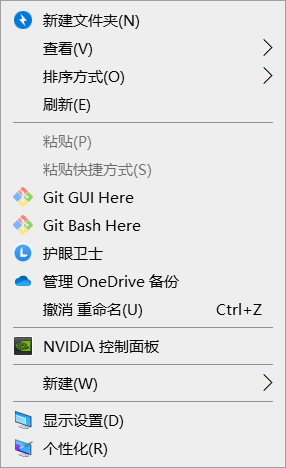 新建文件夹(N)
查看(V)
排序方式(O)
刷新(E)
粘贴(P)
粘贴快捷方式(S)
Git GUI Here
Git Bash Here
护眼卫士
管理 OneDrive 备份
撤消 重命名(U) Ctrl+Z
NVIDIA 控制面板
新建(W)
显示设置(D)
个性化(R)